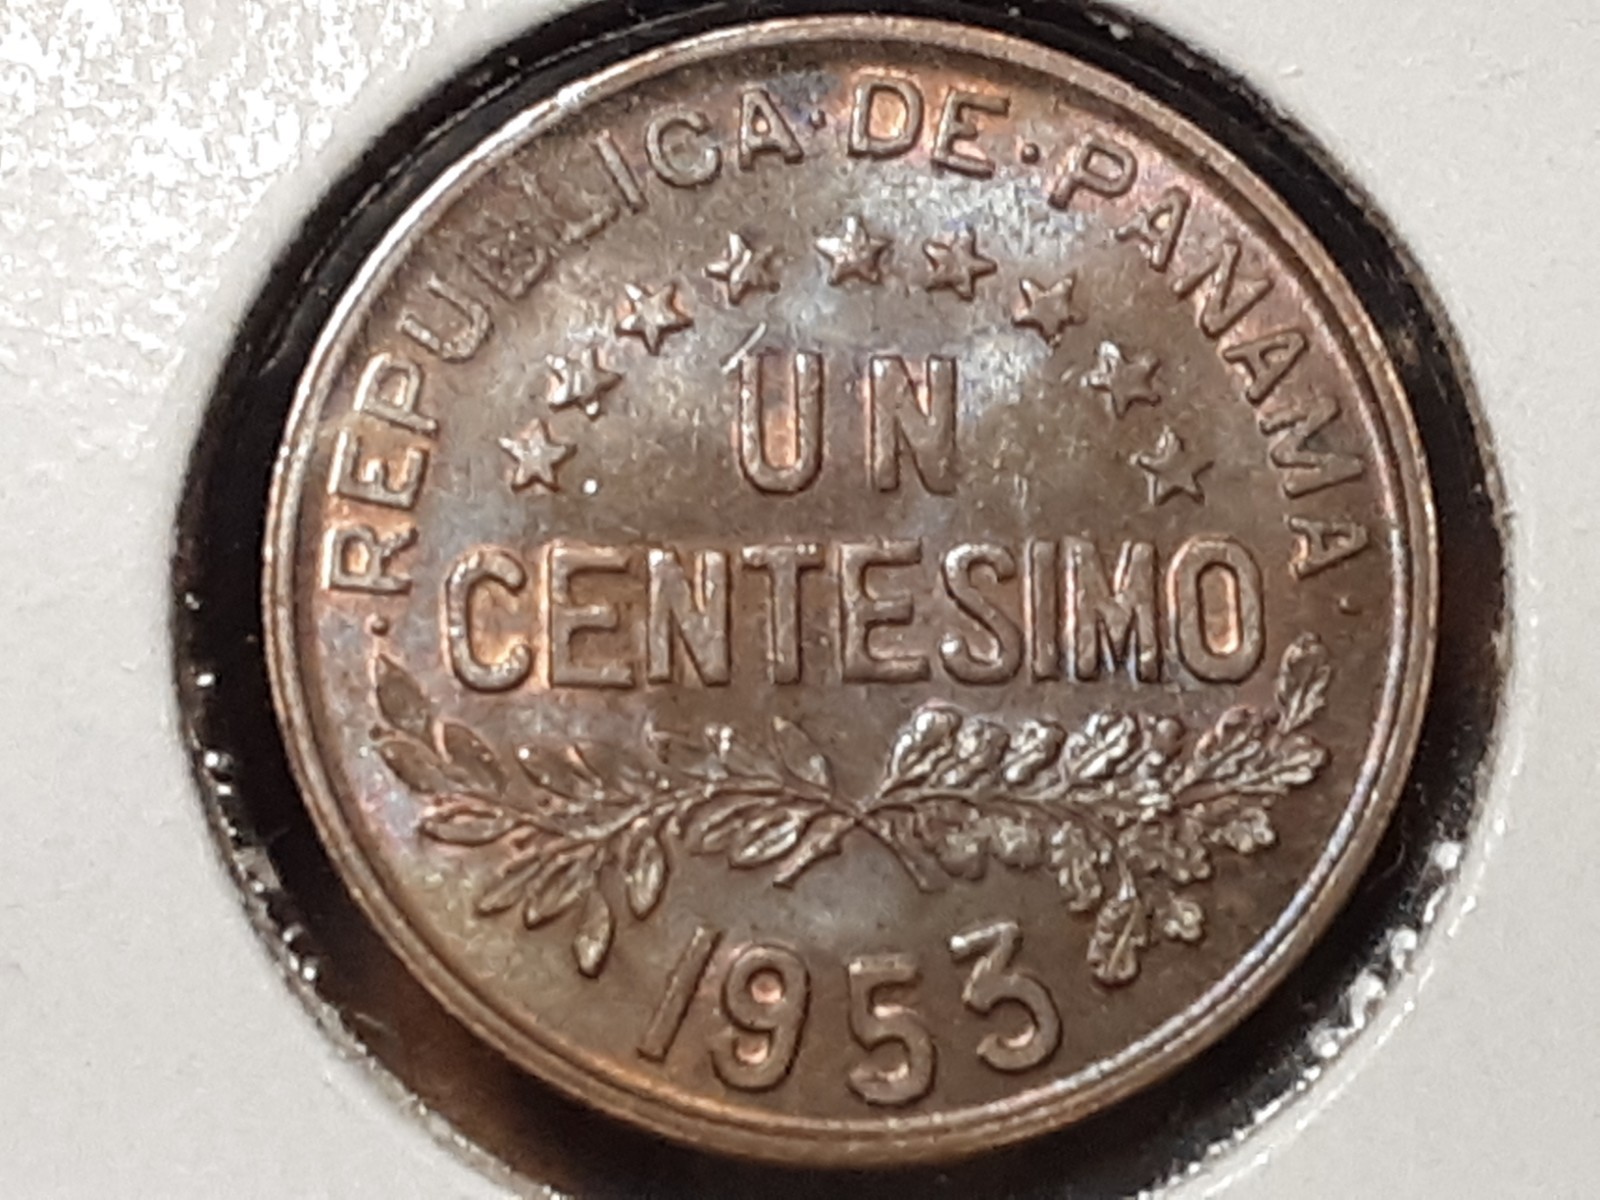 ·REPUBLICA·DE·PANAMA·
UN
CENTESIMO
1953